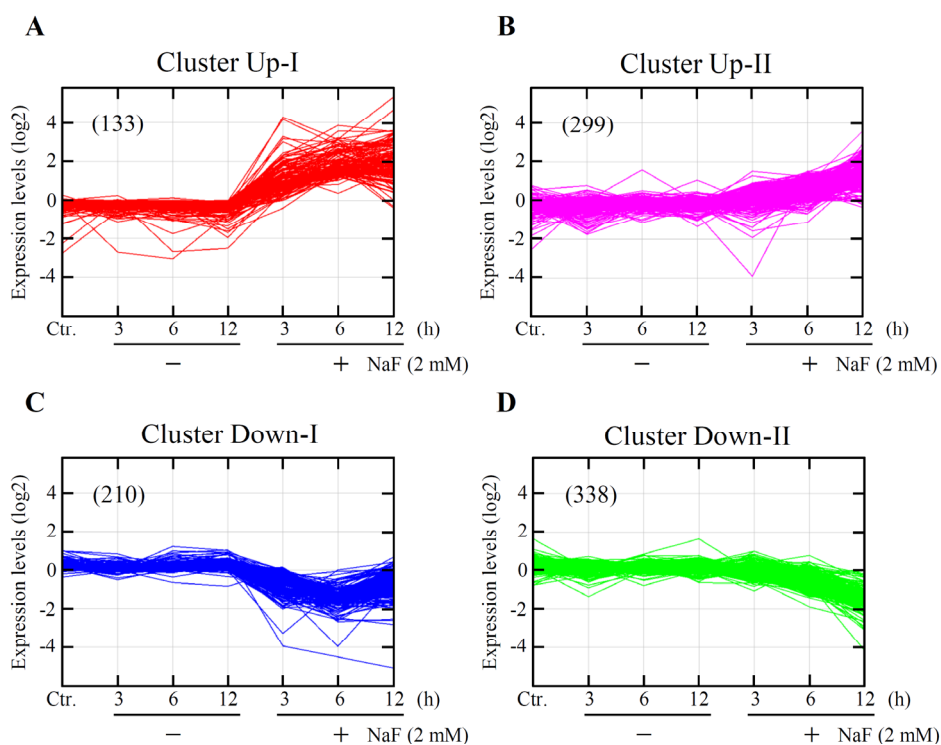 A
Cluster Up-I
Expression levels (log2)
(133)
4
2
0
-2
-4
Ctr. 3 6 12 3 6 12 (h)
− + NaF (2 mM)
B
Cluster Up-II
Expression levels (log2)
(299)
4
2
0
-2
-4
Ctr. 3 6 12 3 6 12 (h)
− + NaF (2 mM)
C
Cluster Down-I
Expression levels (log2)
(210)
4
2
0
-2
-4
Ctr. 3 6 12 3 6 12 (h)
− + NaF (2 mM)
D
Cluster Down-II
Expression levels (log2)
(338)
4
2
0
-2
-4
Ctr. 3 6 12 3 6 12 (h)
− + NaF (2 mM)